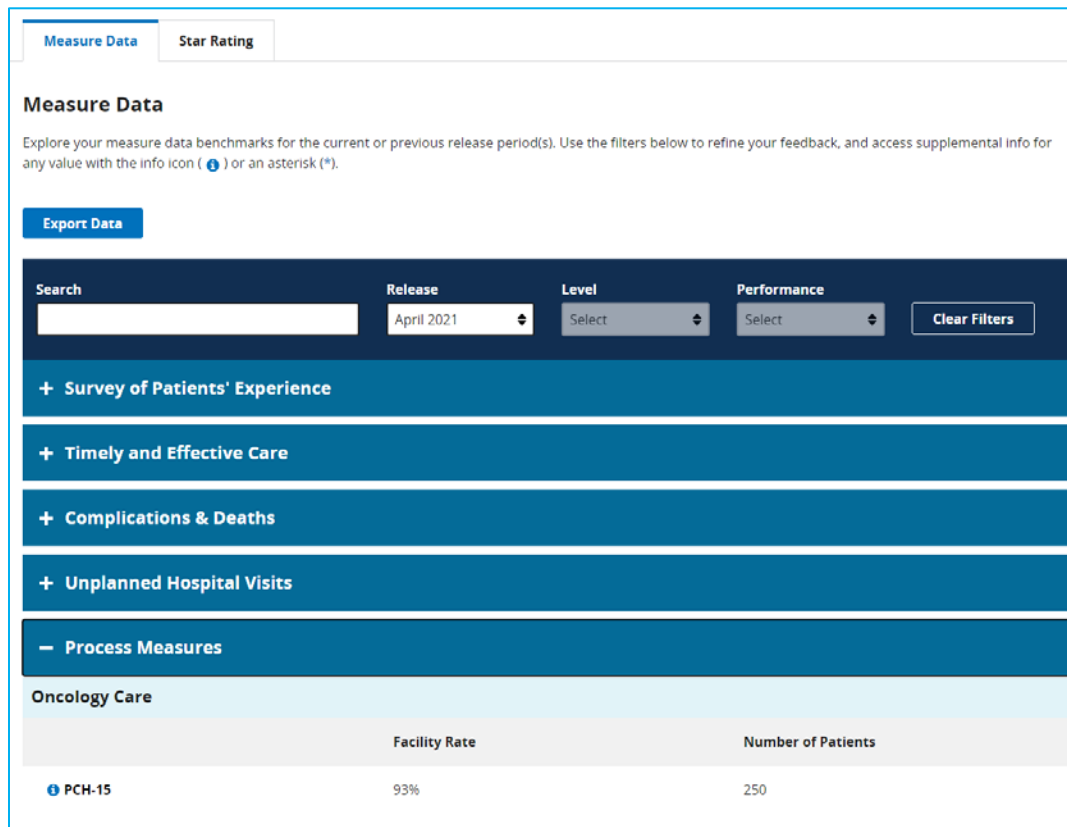 Measure Data Star Rating
Measure Data
Explore your measure data benchmarks for the current or previous release period(s). Use the filters below to refine your feedback, and access supplemental info for
any value with the info icon ( ) or an asterisk (*).
Export Data
Search Release Level Performance
April 2021 Select Select Clear Filters
+ Survey of Patients' Experience
+ Timely and Effective Care
+ Complications & Deaths
+ Unplanned Hospital Visits
− Process Measures
Oncology Care
Facility Rate Number of Patients
PCH-15 93% 250